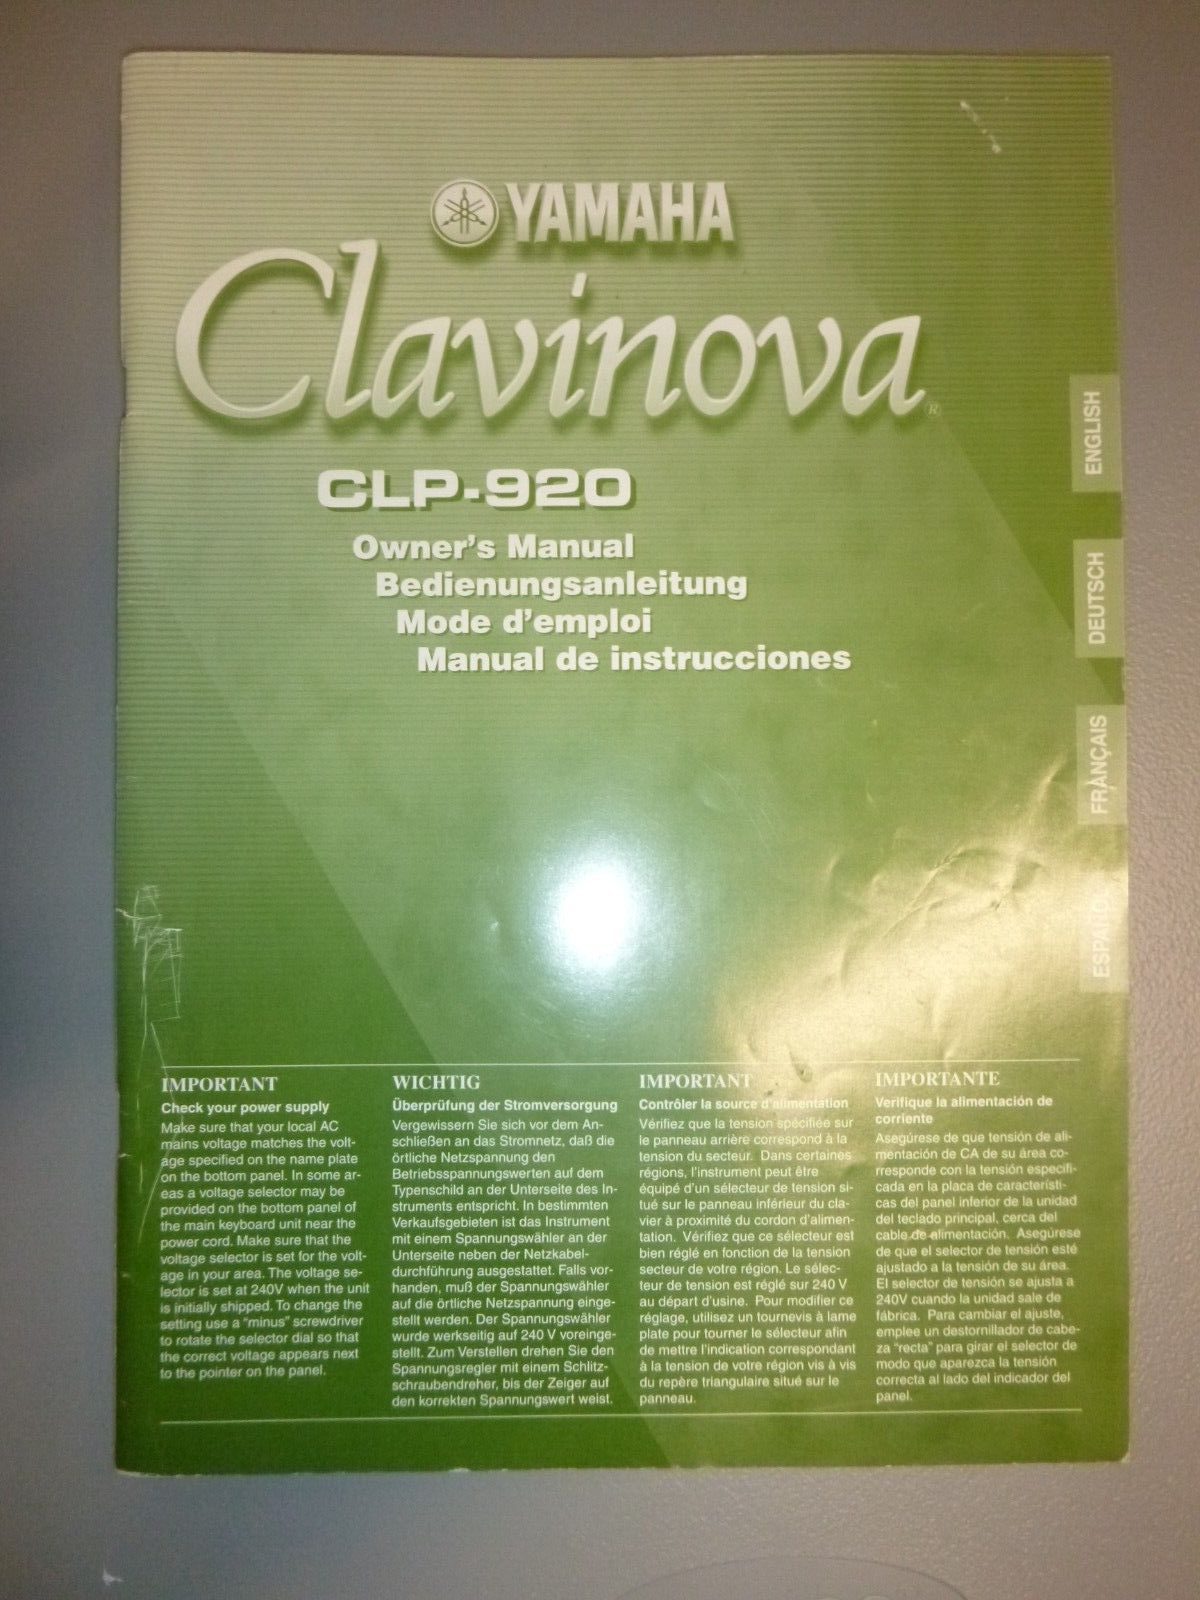 YAMAHA
Clavinova
®
CLP-920
Owner's Manual
Bedienungsanleitung
Mode d'emploi
Manual de instrucciones
ENGLISH
DEUTSCH
FRANÇAIS
ESPAÑOL
IMPORTANT
Check your power supply
Make sure that your local AC
mains voltage matches the volt-
age specified on the name plate
on the bottom panel. In some ar-
eas a voltage selector may be
provided on the bottom panel of
the main keyboard unit near the
power cord. Make sure that the
voltage selector is set for the volt-
age in your area. The voltage se-
lector is set at 240V when the unit
is initially shipped. To change the
setting use a "minus" screwdriver
to rotate the selector dial so that
the correct voltage appears next
to the pointer on the panel.
WICHTIG
Überprüfung der Stromversorgung
Vergewissern Sie sich vor dem An-
schließen an das Stromnetz, daß die
örtliche Netzspannung den
Betriebsspannungswerten auf dem
Typenschild an der Unterseite des In-
struments entspricht. In bestimmten
Verkaufsgebieten ist das Instrument
mit einem Spannungswähler an der
Unterseite neben der Netzkabel-
durchführung ausgestattet. Falls vor-
handen, muß der Spannungswähler
auf die örtliche Netzspannung einge-
stellt werden. Der Spannungswähler
wurde werkseitig auf 240 V voreinge-
stellt. Zum Verstellen drehen Sie den
Spannungsregler mit einem Schlitz-
schraubendreher, bis der Zeiger auf
den korrekten Spannungswert weist.
IMPORTANT
Contrôler la source d'alimentation
Vérifiez que la tension spécifiée sur
le panneau arrière correspond à la
tension du secteur. Dans certaines
régions, l'instrument peut être
équipé d'un sélecteur de tension si-
tué sur le panneau inférieur du cla-
vier à proximité du cordon d'alimen-
tation. Vérifiez que ce sélecteur est
bien réglé en fonction de la tension
secteur de votre région. Le sélec-
teur de tension est réglé sur 240 V
au départ d'usine. Pour modifier ce
réglage, utilisez un tournevis à lame
plate pour tourner le sélecteur afin
de mettre l'indication correspondant
à la tension de votre région vis à vis
du repère triangulaire situé sur le
panneau.
IMPORTANTE
Verifique la alimentación de
corriente
Asegúrese de que tensión de ali-
mentación de CA de su área co-
rresponde con la tensión especifi-
cada en la placa de característi-
cas del panel inferior de la unidad
del teclado principal, cerca del
cable de alimentación. Asegúrese
de que el selector de tensión esté
ajustado a la tensión de su área.
El selector de tensión se ajusta a
240V cuando la unidad sale de
fábrica. Para cambiar el ajuste,
emplee un destornillador de cabe-
za "recta" para girar el selector de
modo que aparezca la tensión
correcta al lado del indicador del
panel.